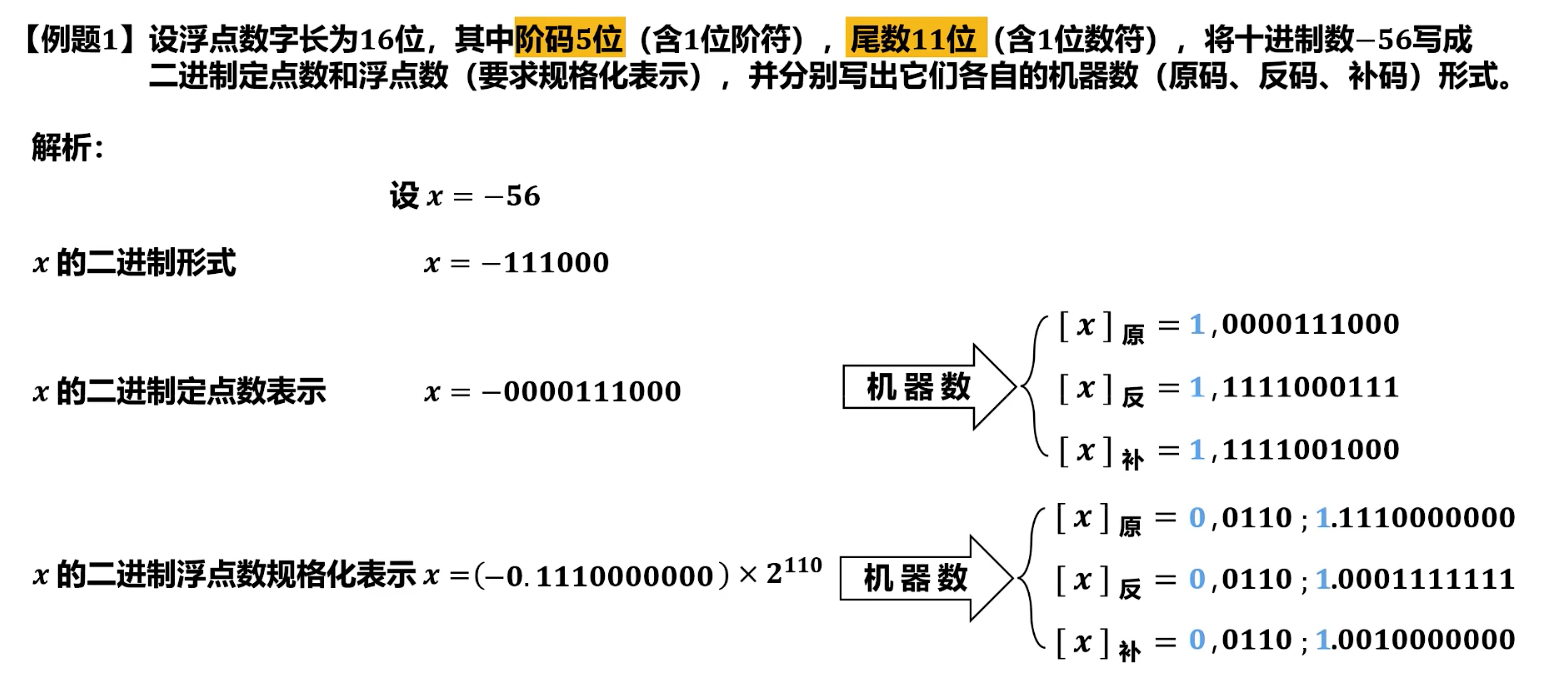 【例题1】设浮点数字长为16位，其中阶码5位（含1位阶符），尾数11位（含1位数符），将十进制数−56写成
二进制定点数和浮点数（要求规格化表示），并分别写出它们各自的机器数（原码、反码、补码）形式。
解析：
设 x = −56
x 的二进制形式 x = −111000
x 的二进制定点数表示 x = −0000111000
机器数
[ x ]原 = 1,0000111000
[ x ]反 = 1,1111000111
[ x ]补 = 1,1111001000
x 的二进制浮点数规格化表示 x =(−0.1110000000) × 2^110
机器数
[ x ]原 = 0,0110 ; 1.1110000000
[ x ]反 = 0,0110 ; 1.0001111111
[ x ]补 = 0,0110 ; 1.0010000000